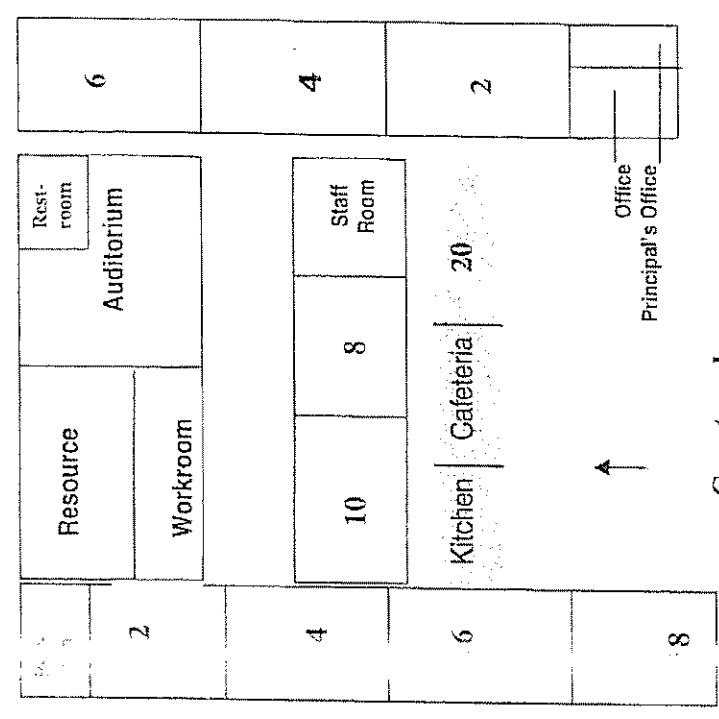 6
Rest-
room
Auditorium
Resource
4
Workroom
2
Staff
Room
8
10
2
4
20
Cafeteria
Kitchen
6
Office
Principal's Office
8